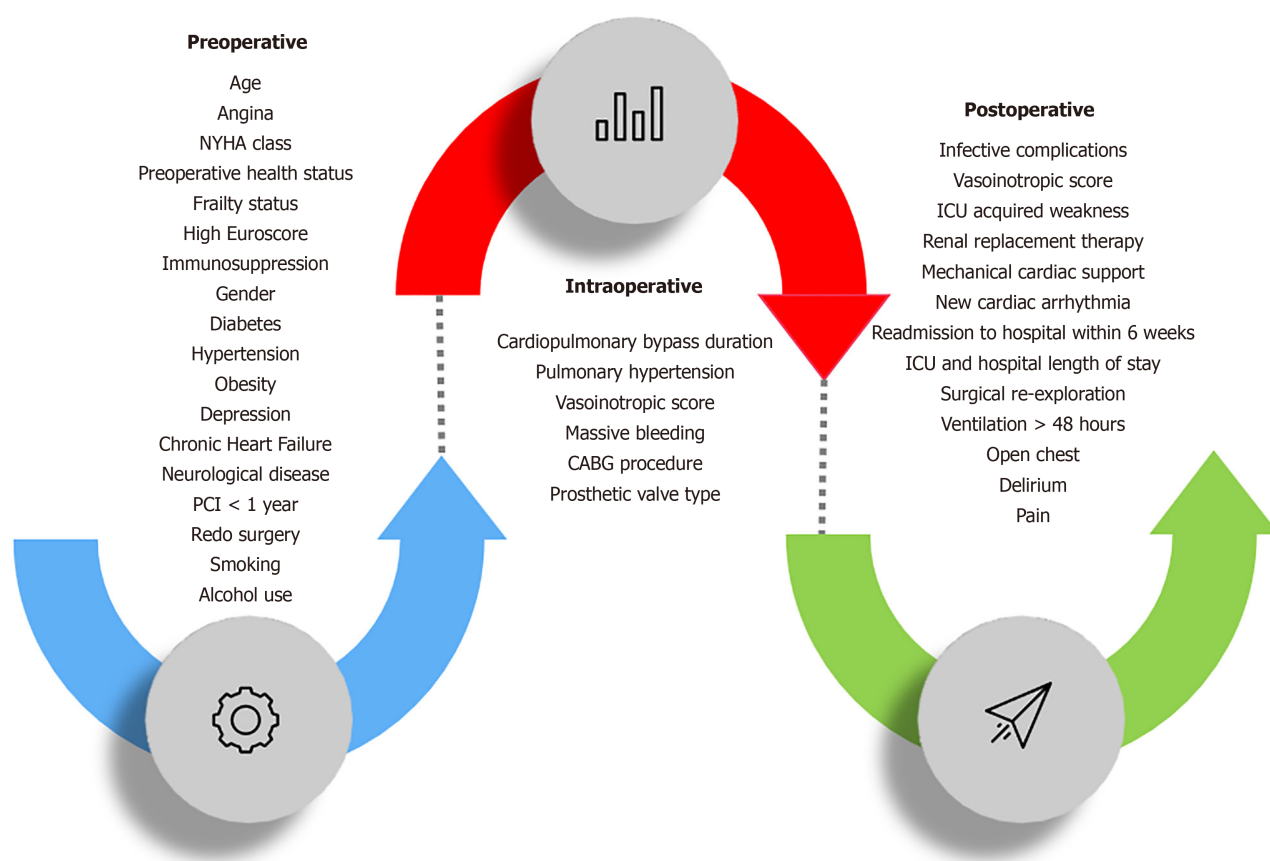 Preoperative
Age
Angina
NYHA class
Preoperative health status
Frailty status
High Euroscore
Immunosuppression
Gender
Diabetes
Hypertension
Obesity
Depression
Chronic Heart Failure
Neurological disease
PCI < 1 year
Redo surgery
Smoking
Alcohol use
Intraoperative
Cardiopulmonary bypass duration
Pulmonary hypertension
Vasoinotropic score
Massive bleeding
CABG procedure
Prosthetic valve type
Postoperative
Infective complications
Vasoinotropic score
ICU acquired weakness
Renal replacement therapy
Mechanical cardiac support
New cardiac arrhythmia
Readmission to hospital within 6 weeks
ICU and hospital length of stay
Surgical re-exploration
Ventilation > 48 hours
Open chest
Delirium
Pain